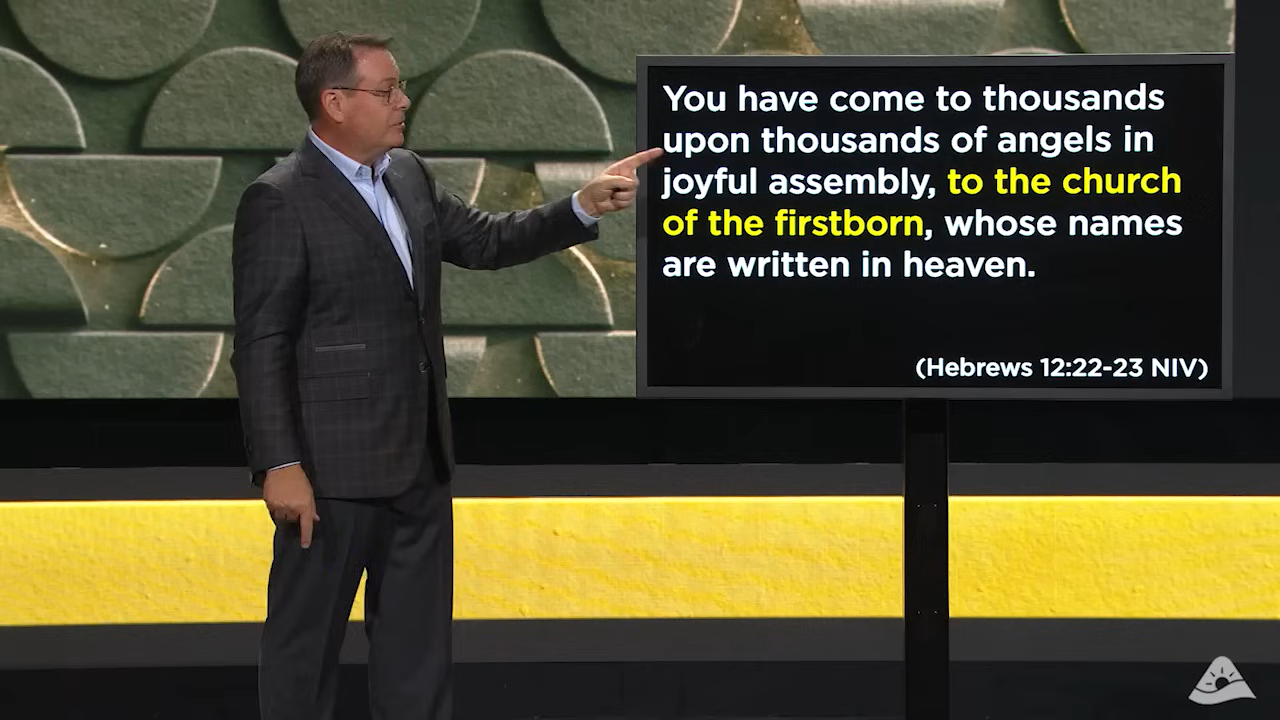 You have come to thousands
upon thousands of angels in
joyful assembly, to the church
of the firstborn, whose names
are written in heaven.
(Hebrews 12:22-23 NIV)